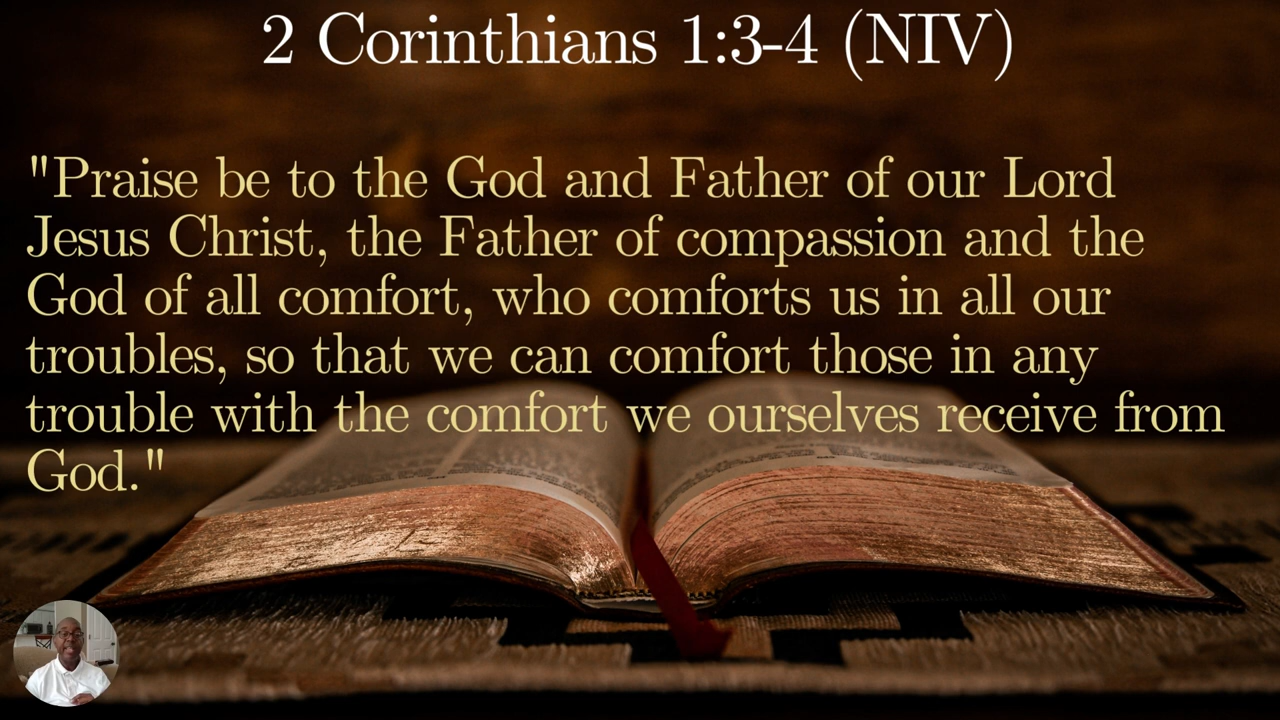 2 Corinthians 1:3-4 (NIV)
"Praise be to the God and Father of our Lord
Jesus Christ, the Father of compassion and the
God of all comfort, who comforts us in all our
troubles, so that we can comfort those in any
trouble with the comfort we ourselves receive from
God."